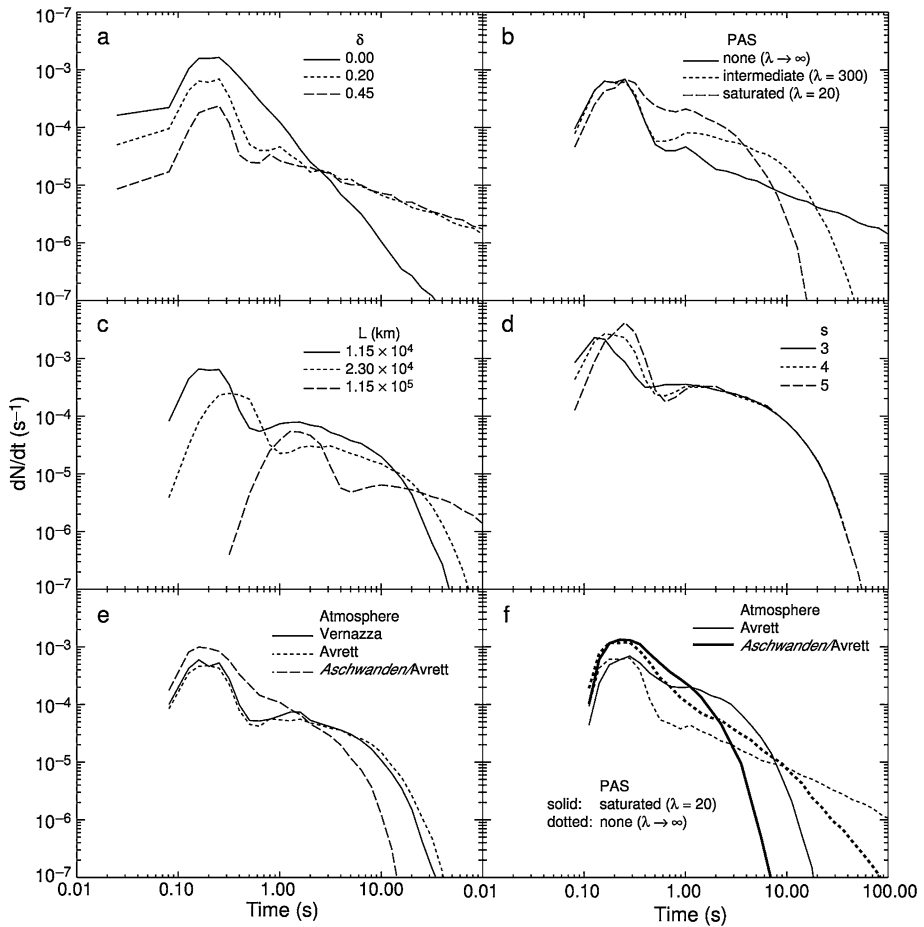 a
δ
0.00
0.20
0.45
b
PAS
none (λ → ∞)
intermediate (λ = 300)
saturated (λ = 20)
10⁻⁷
10⁻³
10⁻⁴
10⁻⁵
10⁻⁶
10⁻⁷
c
L (km)
1.15 × 10⁴
2.30 × 10⁴
1.15 × 10⁵
d
s
3
4
5
10⁻³
10⁻⁴
10⁻⁵
10⁻⁶
10⁻⁷
dN/dt (s⁻¹)
e
Atmosphere
Vernazza
Avrett
Aschwanden/Avrett
f
Atmosphere
Avrett
Aschwanden/Avrett
PAS
solid: saturated (λ = 20)
dotted: none (λ → ∞)
10⁻³
10⁻⁴
10⁻⁵
10⁻⁶
10⁻⁷
0.01 0.10 1.00 10.00 0.01 0.10 1.00 10.00 100.00
Time (s) Time (s)